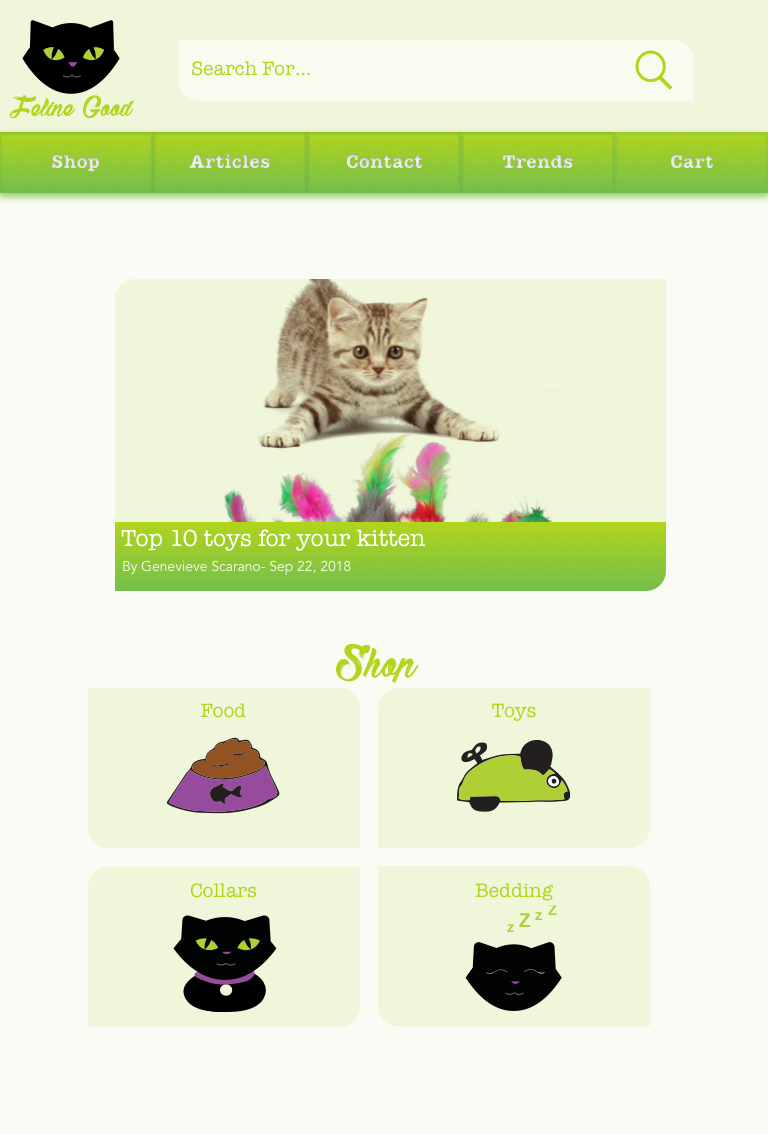 Feline Good
Search For...
Shop
Articles
Contact
Trends
Cart
Top 10 toys for your kitten
By Genevieve Scarano- Sep 22, 2018
Shop
Food
Toys
Collars
Bedding
z Z z z